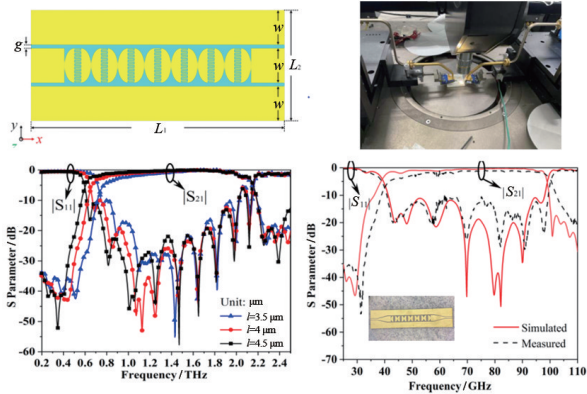 g
w
w
w
L2
L1
y
x
0
-10
-20
-30
-40
-50
-60
S Parameter / dB
|S11|
|S21|
Unit: μm
l=3.5 μm
l=4 μm
l=4.5 μm
0.2 0.4 0.6 0.8 1.0 1.2 1.4 1.6 1.8 2.0 2.2 2.4
Frequency / THz
0
-10
-20
-30
-40
-50
-60
-70
S Parameter / dB
|S11|
|S21|
Simulated
Measured
30 40 50 60 70 80 90 100 110
Frequency / GHz